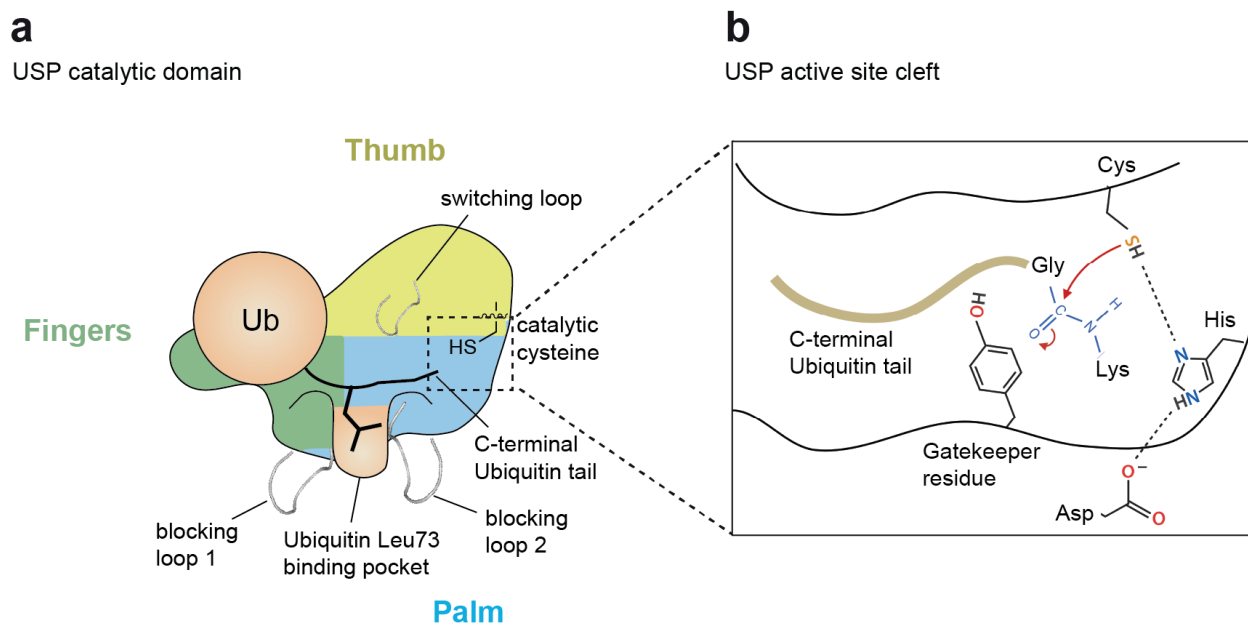 a
USP catalytic domain
Thumb
switching loop
Ub
Fingers
HS
catalytic
cysteine
C-terminal
Ubiquitin tail
blocking
loop 1
Ubiquitin Leu73
binding pocket
blocking
loop 2
Palm
b
USP active site cleft
Cys
SH
Gly
HO
C
O
N
H
Lys
C-terminal
Ubiquitin tail
His
N
HN
Gatekeeper
residue
O−
O
Asp